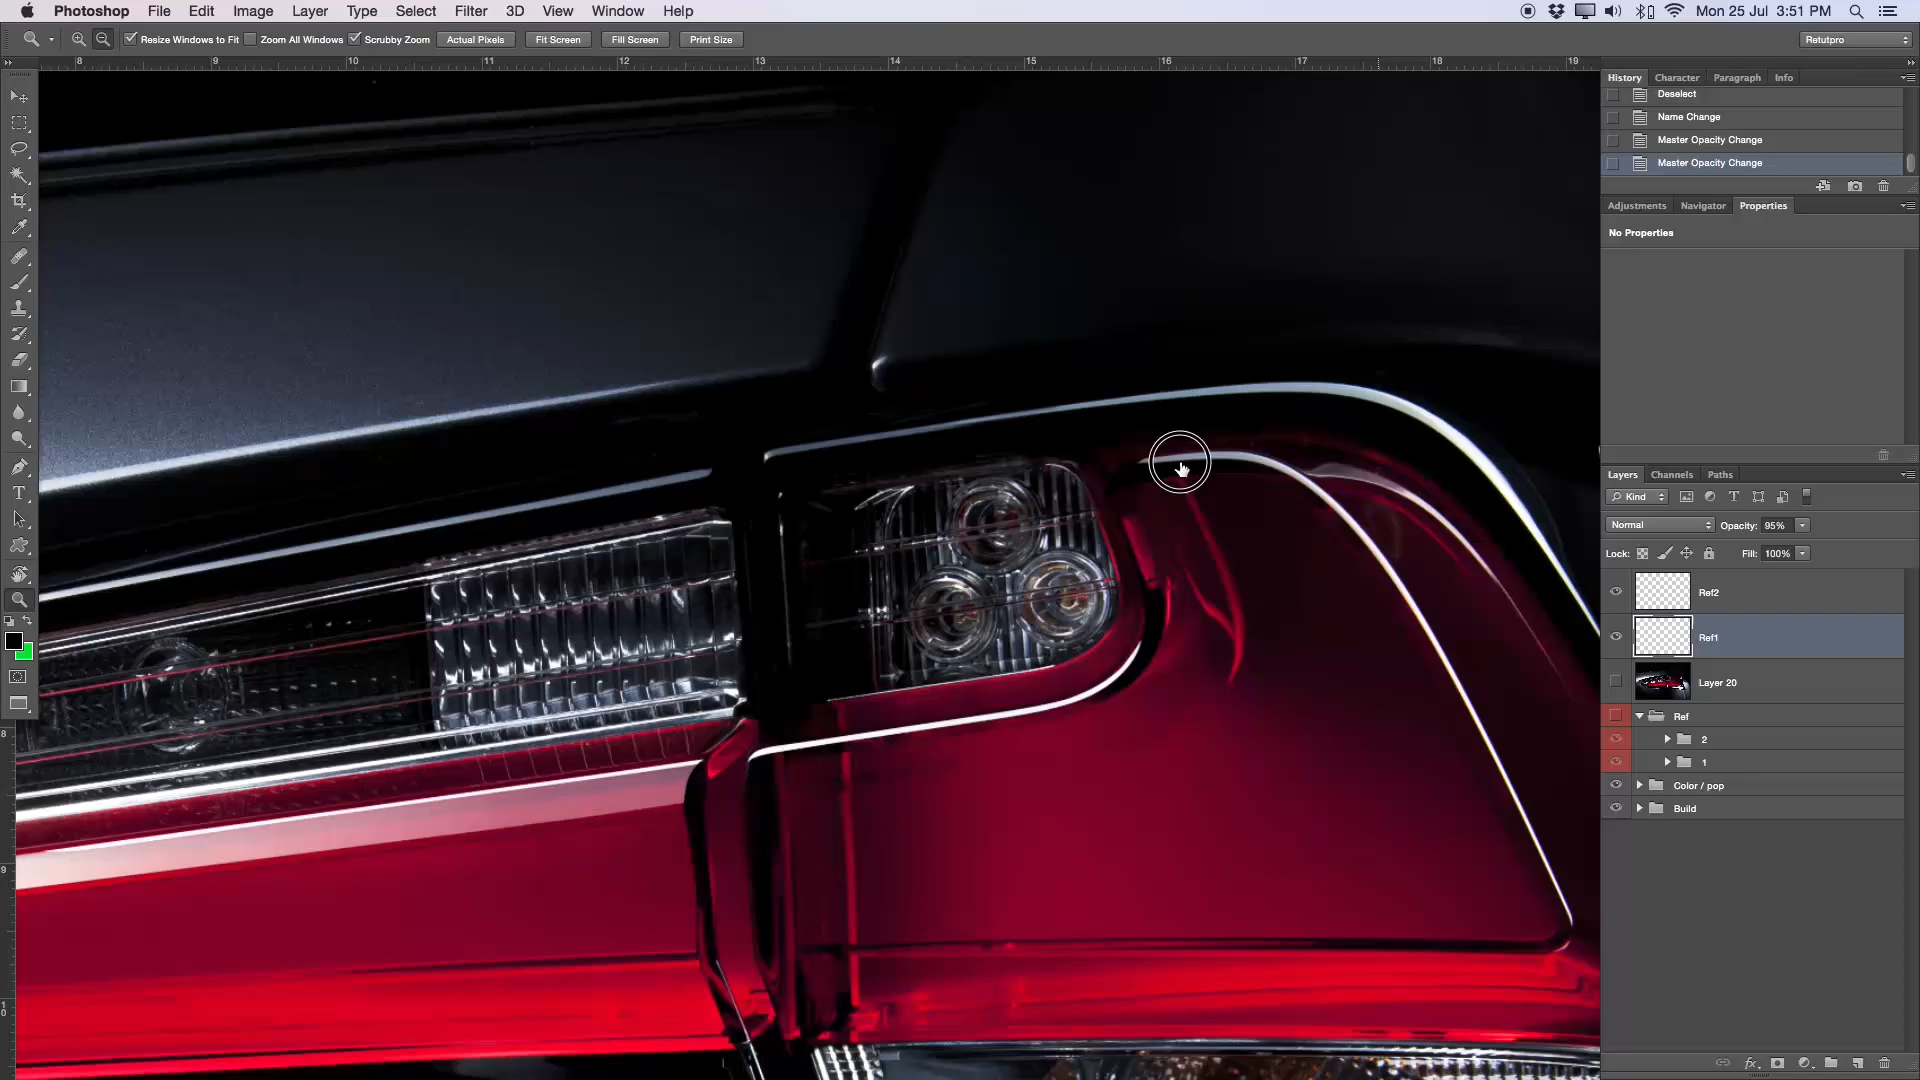 Photoshop File Edit Image Layer Type Select Filter 3D View Window Help Mon 25 Jul 3:51 PM
Resize Windows to Fit Zoom All Windows Scrubby Zoom Actual Pixels Fit Screen Fill Screen Print Size Retutpro
8 9 10 11 12 13 14 15 16 17 18 19
History Character Paragraph Info
Deselect
Name Change
Master Opacity Change
Master Opacity Change
Adjustments Navigator Properties
No Properties
Layers Channels Paths
Kind
Normal Opacity: 95%
Lock: Fill: 100%
Ref2
Ref1
Layer 20
Ref
2
1
Color / pop
Build
8
9
10